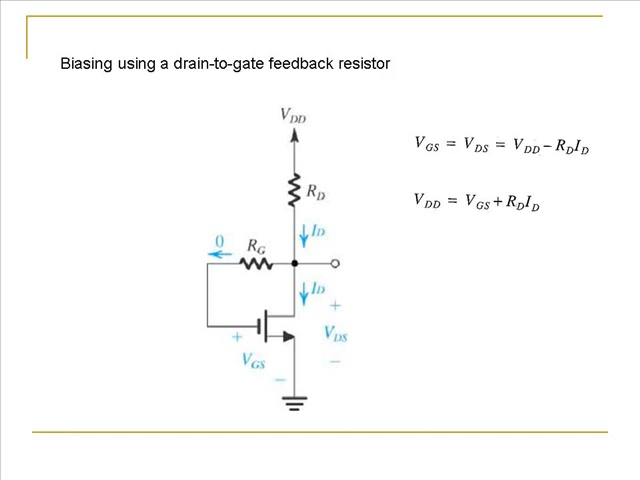 Biasing using a drain-to-gate feedback resistor
V_DD
V_GS = V_DS = V_DD − R_D I_D
R_D
V_DD = V_GS + R_D I_D
I_D
0
R_G
I_D
+
+
V_DS
V_GS
−
−